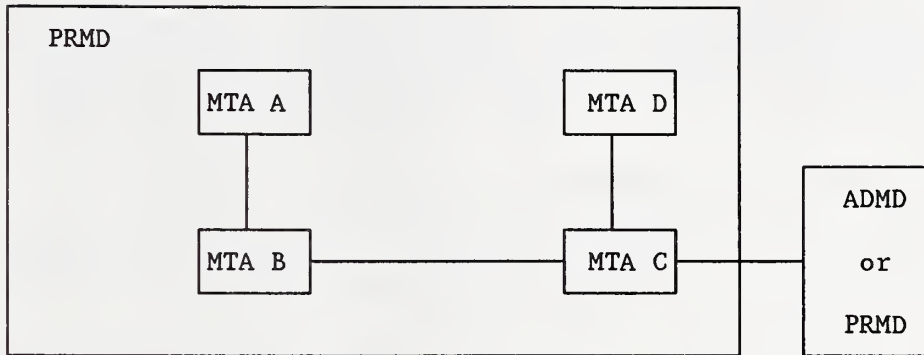 PRMD
MTA A
MTA D
MTA B
MTA C
ADMD
or
PRMD